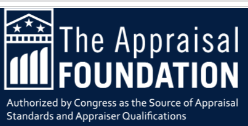 The Appraisal
FOUNDATION
Authorized by Congress as the Source of Appraisal
Standards and Appraiser Qualifications